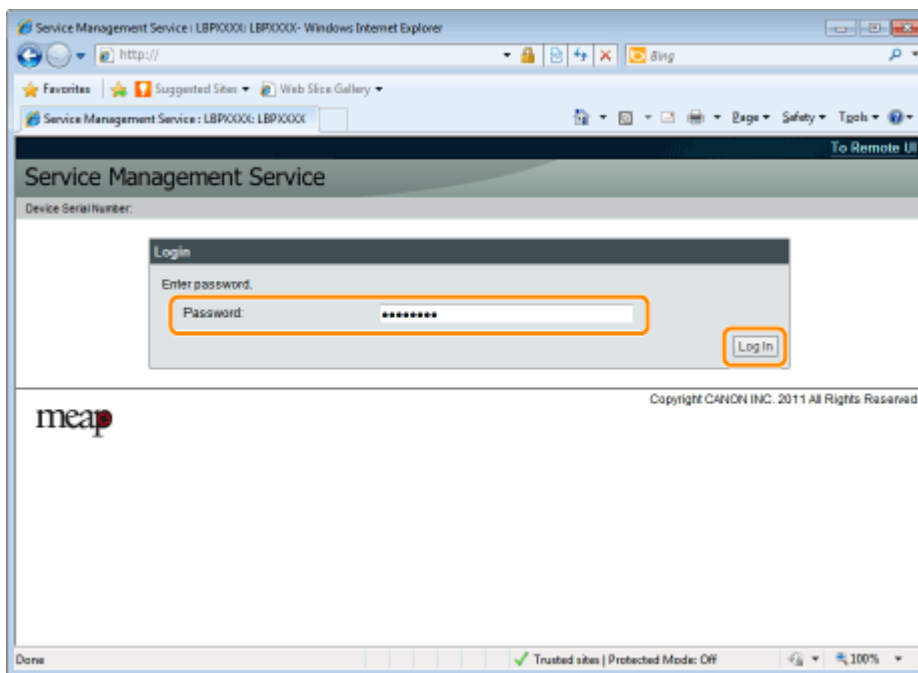 Service Management Service : LBPXXXX: LBPXXXX- Windows Internet Explorer
http://
Bing
Favorites Suggested Sites Web Slice Gallery
Service Management Service : LBPXXXX: LBPXXXX Page Safety Tools
To Remote UI
Service Management Service
Device Serial Number:
Login
Enter password.
Password: ••••••••
Log In
Copyright CANON INC. 2011 All Rights Reserved
meap
Done Trusted sites | Protected Mode: Off 100%